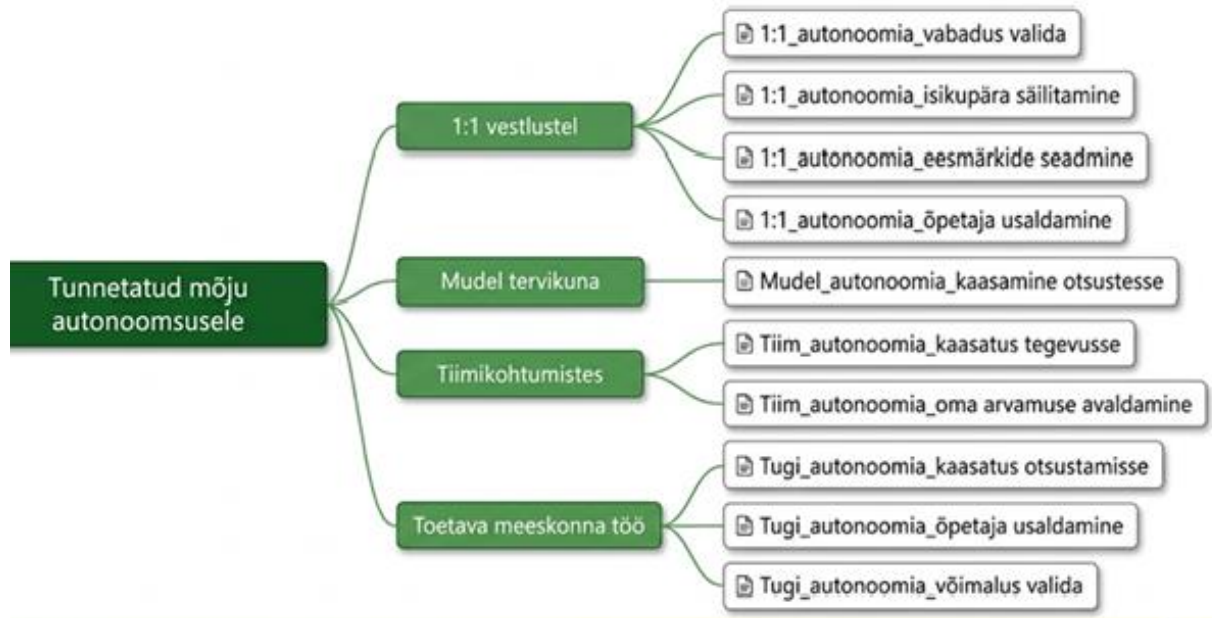 Tunnetatud mõju
autonoomsusele
1:1 vestlustel
1:1_autonoomia_vabadus valida
1:1_autonoomia_isikupära säilitamine
1:1_autonoomia_eesmärkide seadmine
1:1_autonoomia_õpetaja usaldamine
Mudel tervikuna
Mudel_autonoomia_kaasamine otsustesse
Tiimikohtumistes
Tiim_autonoomia_kaasatus tegevusse
Tiim_autonoomia_oma arvamuse avaldamine
Toetava meeskonna töö
Tugi_autonoomia_kaasatus otsustamisse
Tugi_autonoomia_õpetaja usaldamine
Tugi_autonoomia_võimalus valida